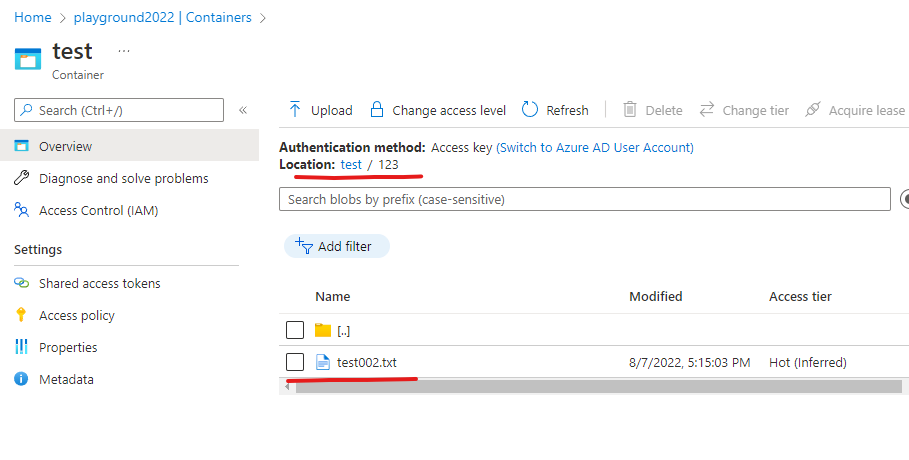 Home > playground2022 | Containers >
test ...
Container
Search (Ctrl+/) «
Overview
Diagnose and solve problems
Access Control (IAM)
Settings
Shared access tokens
Access policy
Properties
Metadata
Upload Change access level Refresh Delete Change tier Acquire lease
Authentication method: Access key (Switch to Azure AD User Account)
Location: test / 123
Search blobs by prefix (case-sensitive)
Add filter
Name Modified Access tier
[..]
test002.txt 8/7/2022, 5:15:03 PM Hot (Inferred)